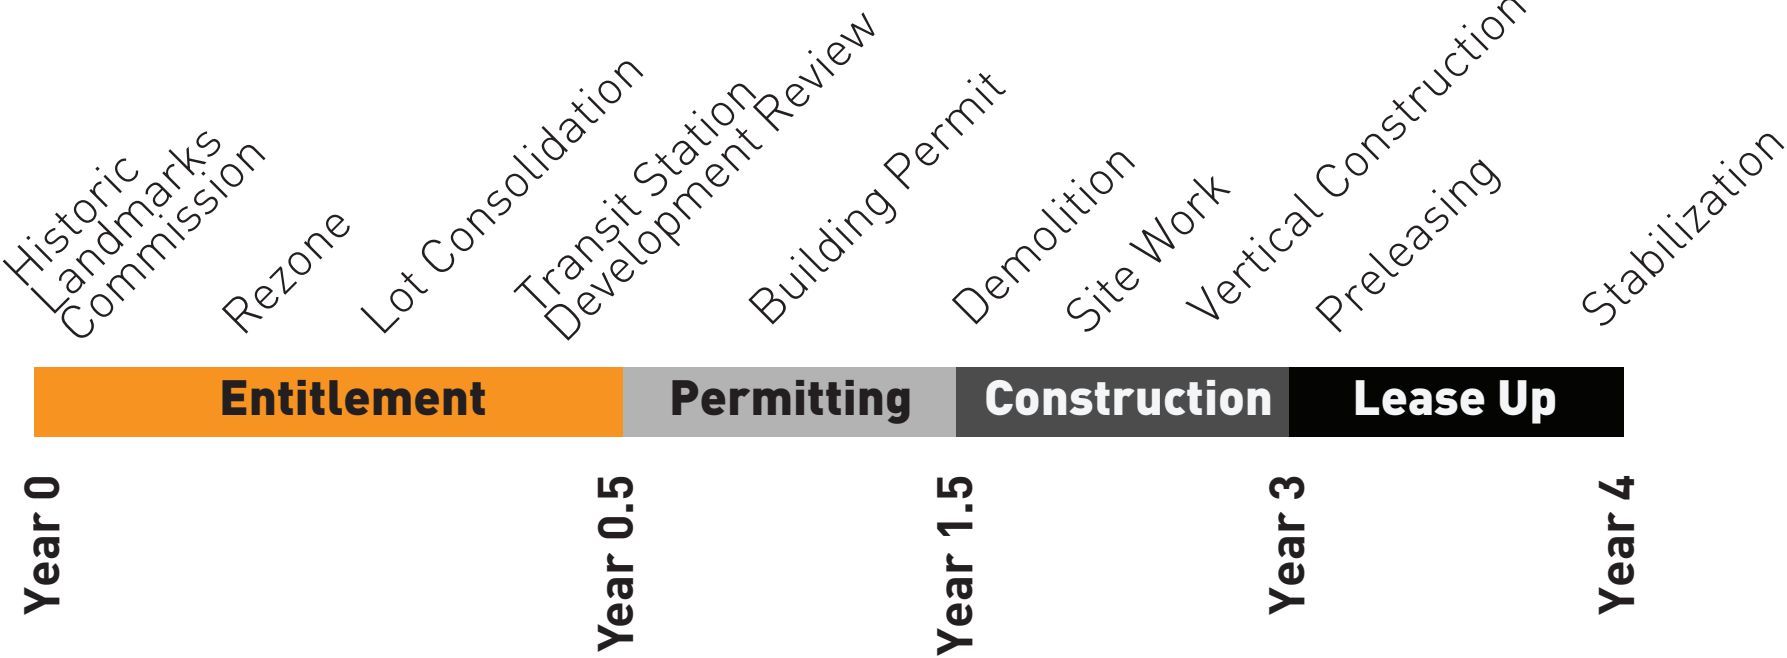 Historic
Landmarks
Commission
Rezone
Lot Consolidation
Transit Station
Development Review
Building Permit
Demolition
Site Work
Vertical Construction
Preleasing
Stabilization
Entitlement
Permitting
Construction
Lease Up
Year 0
Year 0.5
Year 1.5
Year 3
Year 4